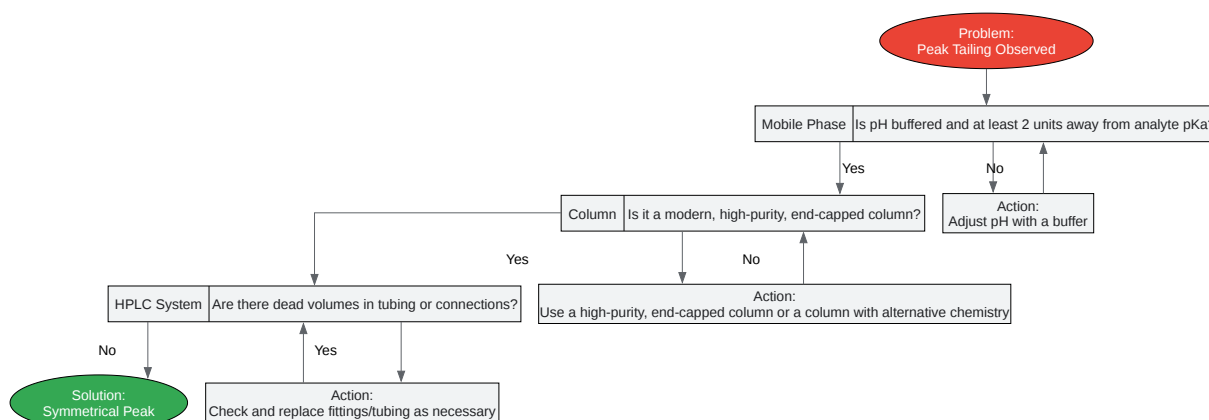 Problem:
Peak Tailing Observed
Mobile Phase
Is pH buffered and at least 2 units away from analyte pKa?
Yes
No
Action:
Adjust pH with a buffer
Column
Is it a modern, high-purity, end-capped column?
Yes
No
Action:
Use a high-purity, end-capped column or a column with alternative chemistry
HPLC System
Are there dead volumes in tubing or connections?
No
Yes
Solution:
Symmetrical Peak
Action:
Check and replace fittings/tubing as necessary